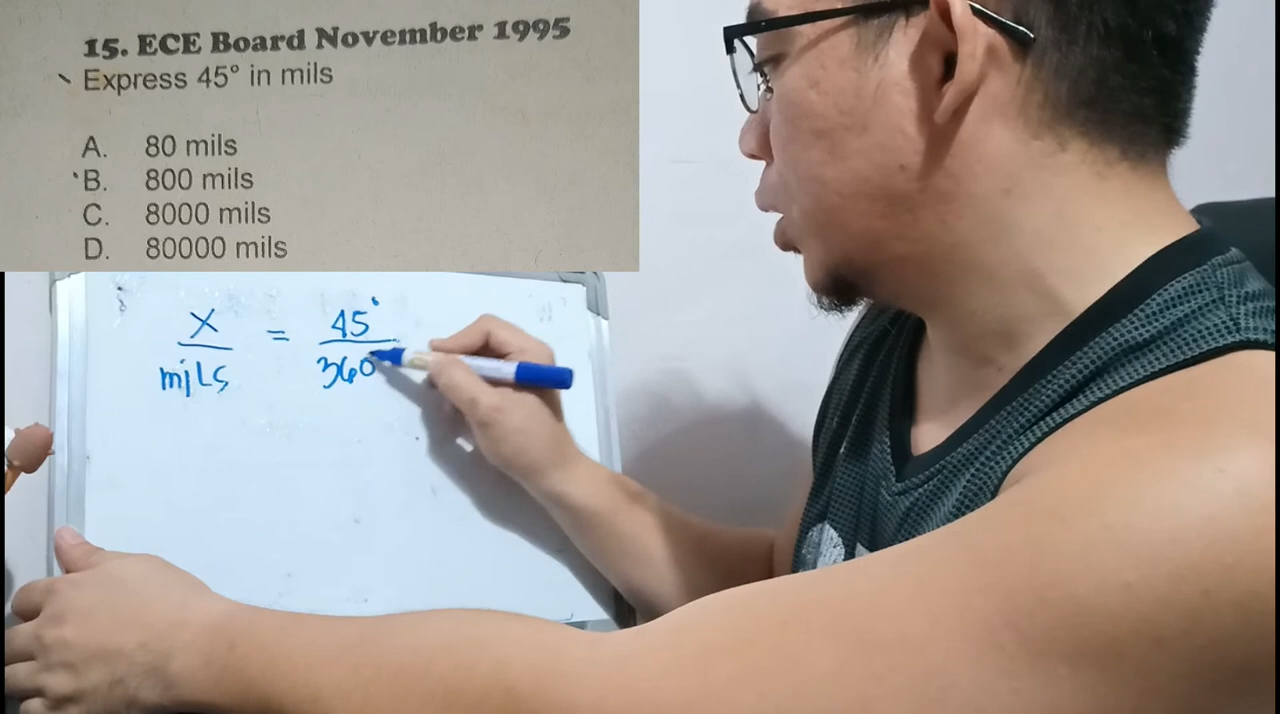 15. ECE Board November 1995
Express 45° in mils
A. 80 mils
B. 800 mils
C. 8000 mils
D. 80000 mils
x = 45°
mils 360